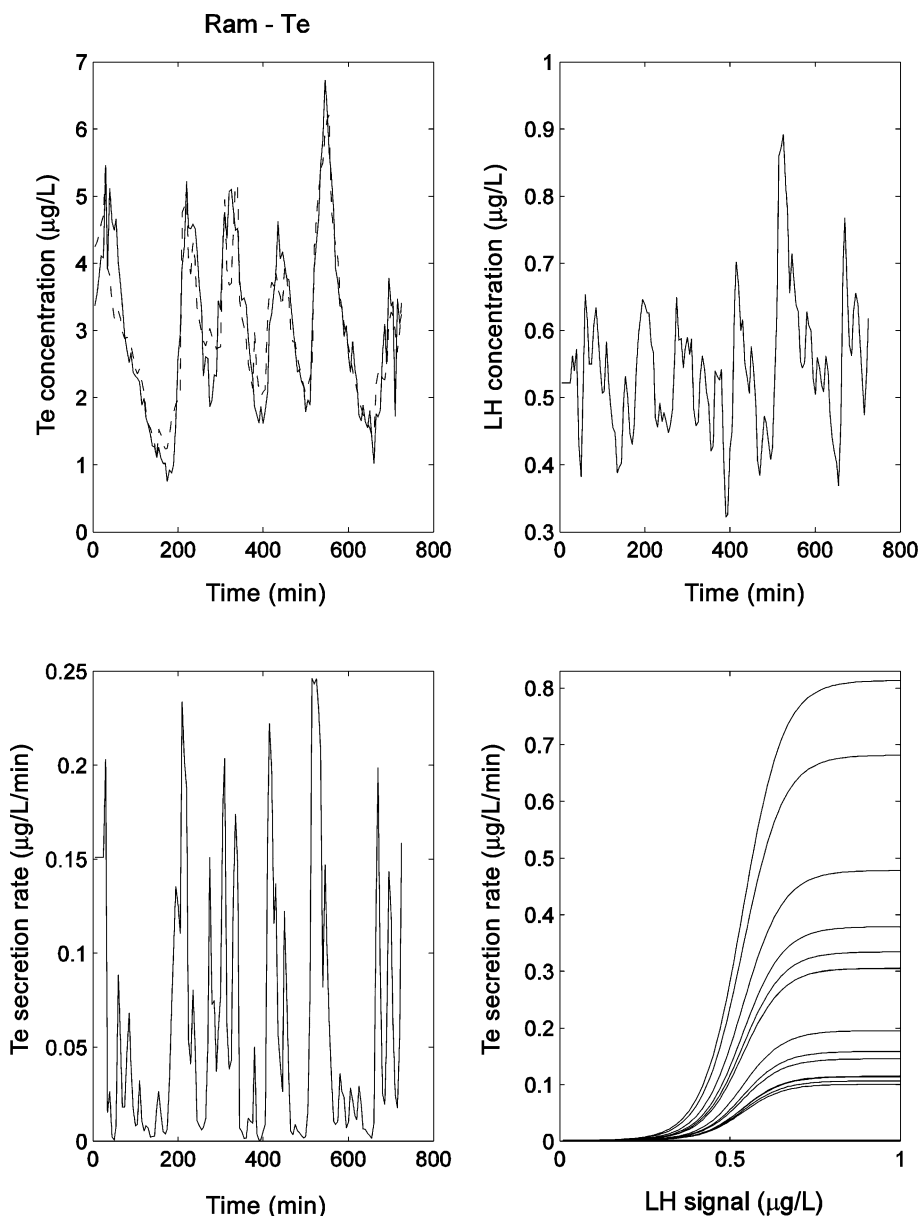 Ram - Te
Te concentration (μg/L)
7
6
5
4
3
2
1
0
0 200 400 600 800
Time (min)
LH concentration (μg/L)
1
0.9
0.8
0.7
0.6
0.5
0.4
0.3
0 200 400 600 800
Time (min)
Te secretion rate (μg/L/min)
0.25
0.2
0.15
0.1
0.05
0
0 200 400 600 800
Time (min)
Te secretion rate (μg/L/min)
0.8
0.7
0.6
0.5
0.4
0.3
0.2
0.1
0
0 0.5 1
LH signal (μg/L)